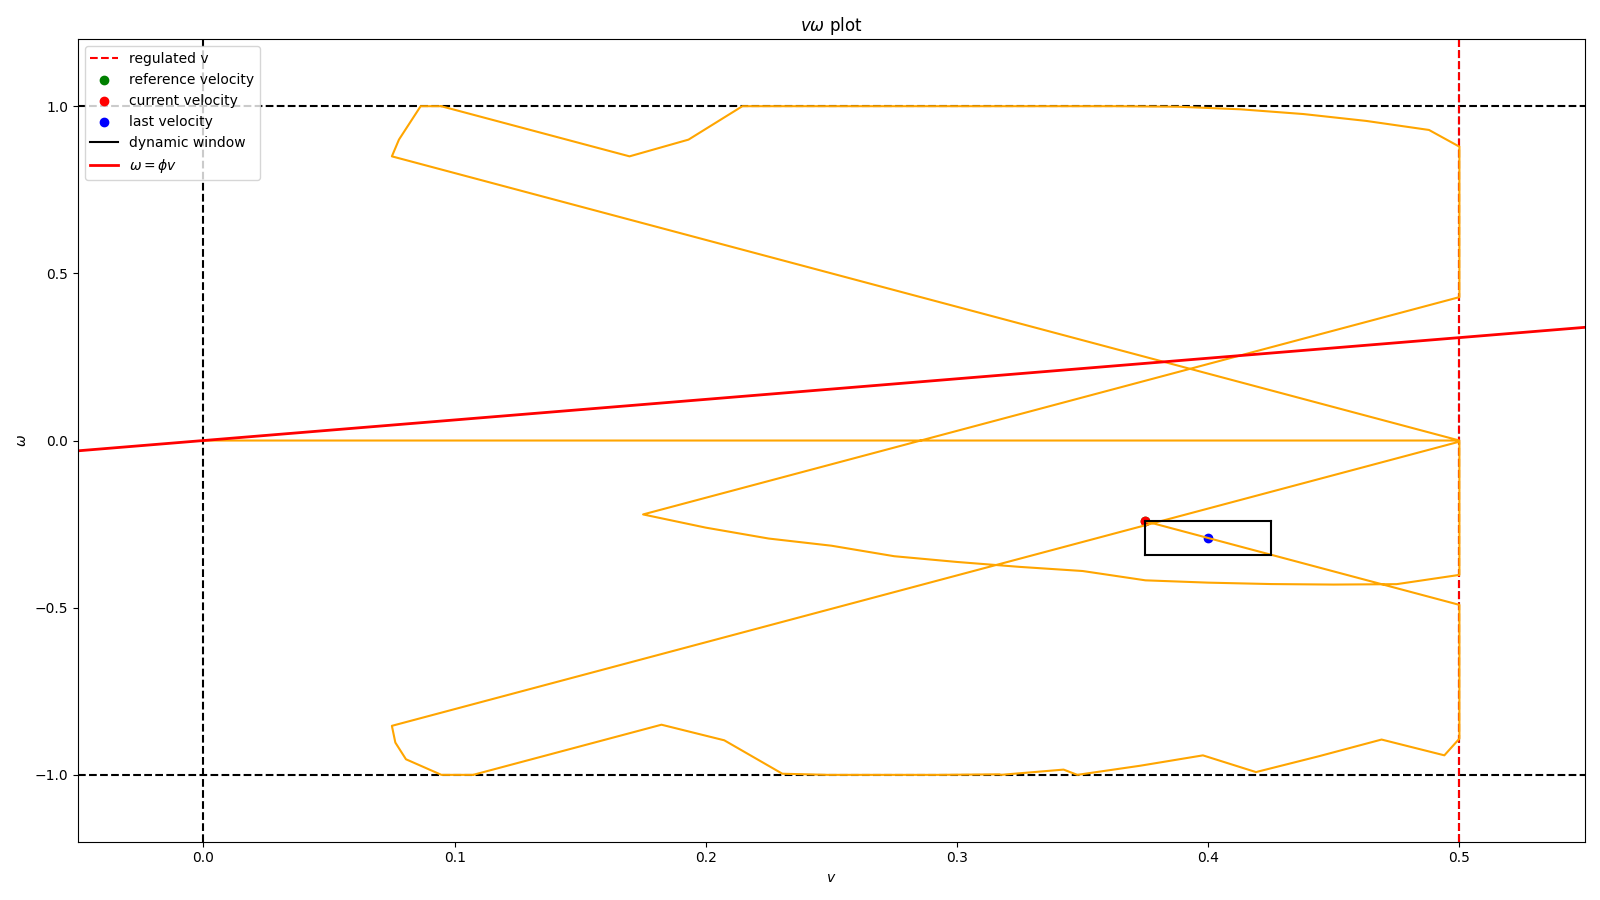 vω plot
regulated v
reference velocity
current velocity
last velocity
dynamic window
ω = ϕv
1.0
0.5
0.0
−0.5
−1.0
ω
0.0 0.1 0.2 0.3 0.4 0.5
v